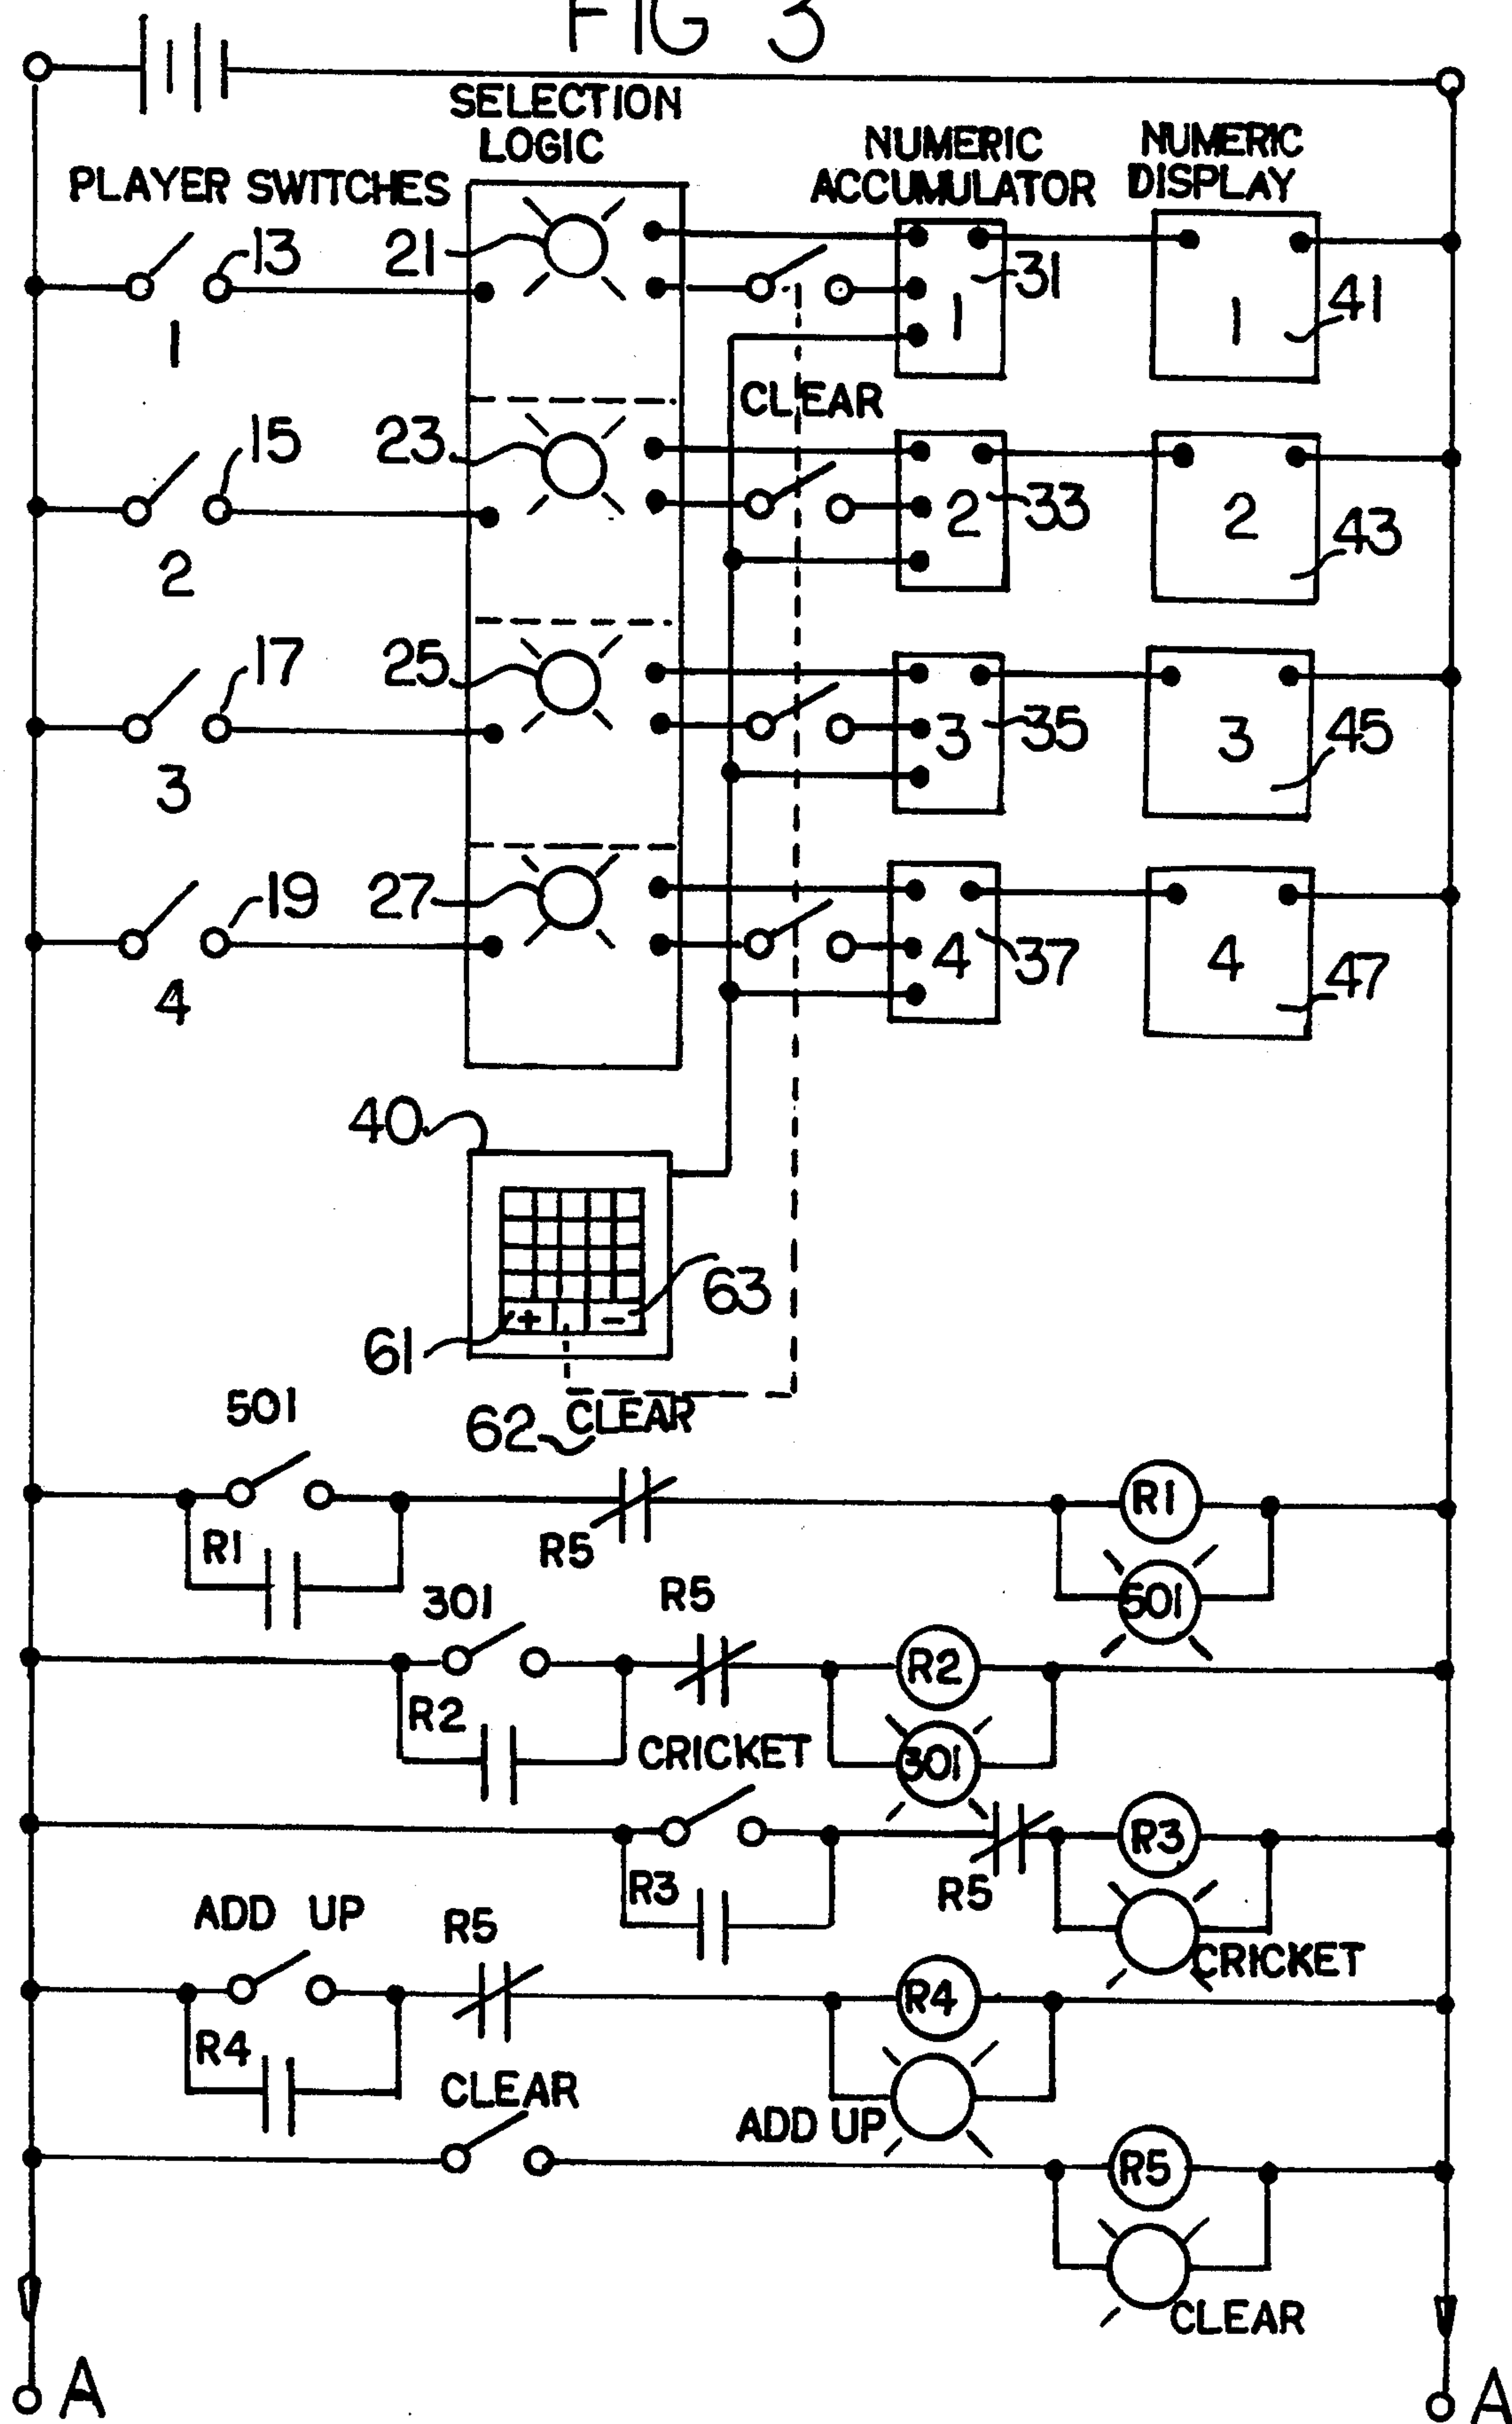 FIG 3
SELECTION
LOGIC
NUMERIC
ACCUMULATOR
NUMERIC
DISPLAY
PLAYER SWITCHES
13
21
31
1
1
1
41
CLEAR
15
23
2
33
2
43
2
17
25
3
35
3
45
3
19
27
4
37
4
47
4
40
63
+
-
61
501
62
CLEAR
R1
R1
R5
501
301
R5
R2
R2
CRICKET
301
R3
R3
R5
ADD UP
R5
CRICKET
R4
R4
CLEAR
ADD UP
R5
CLEAR
A
A